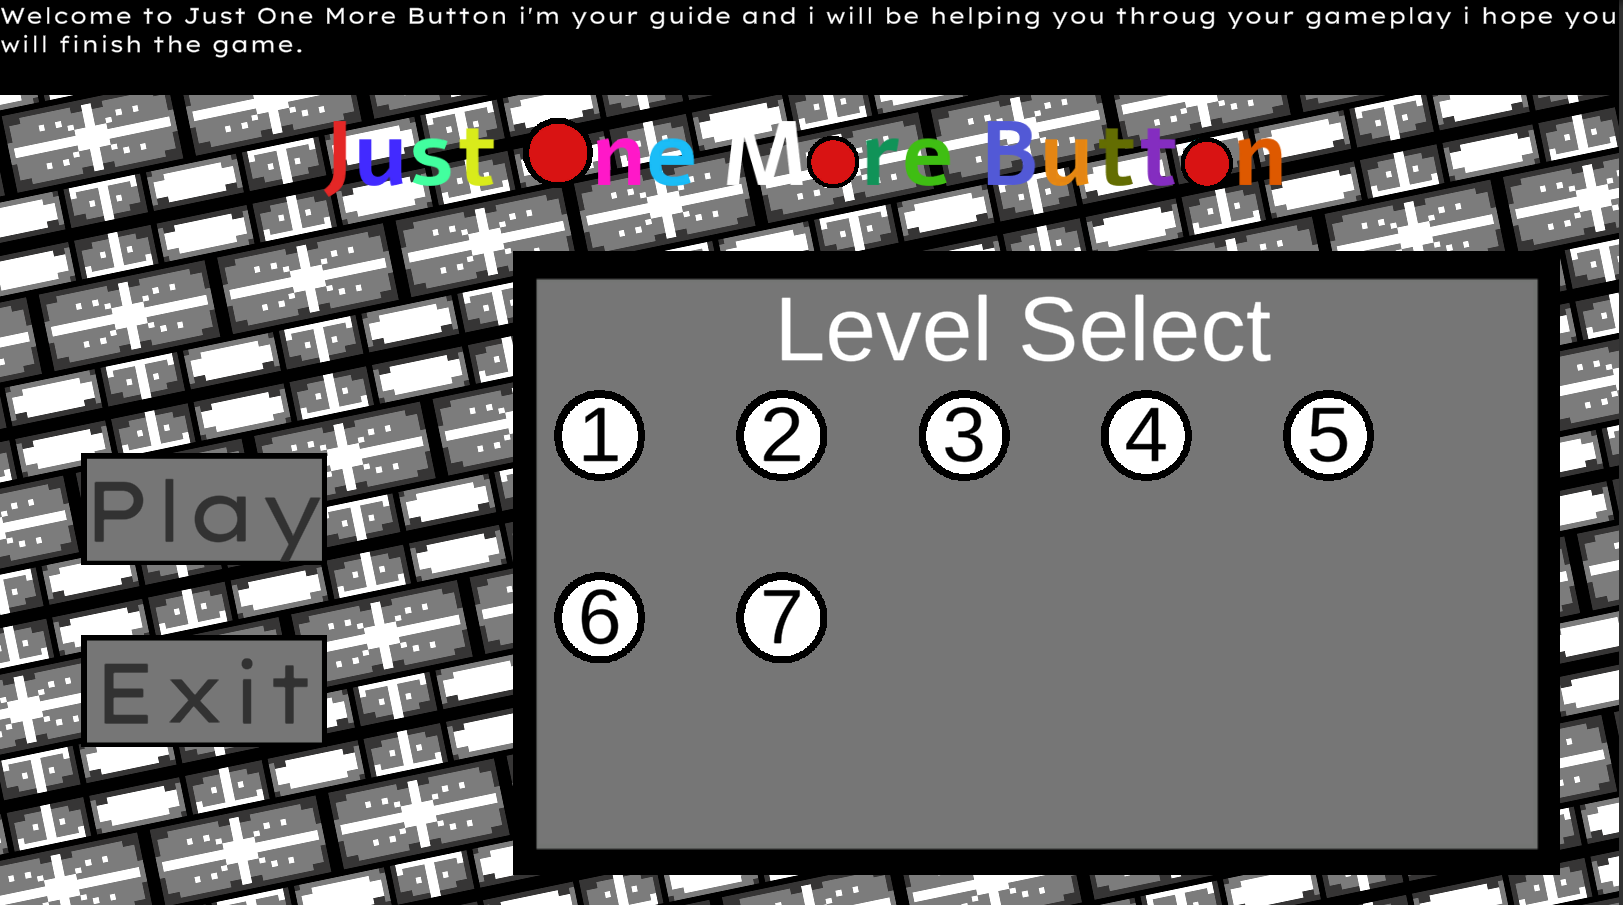 Welcome to Just One More Button i'm your guide and i will be helping you throug your gameplay i hope you
will finish the game.
Just One More Button
Level Select
1 2 3 4 5
Play
6 7
Exit